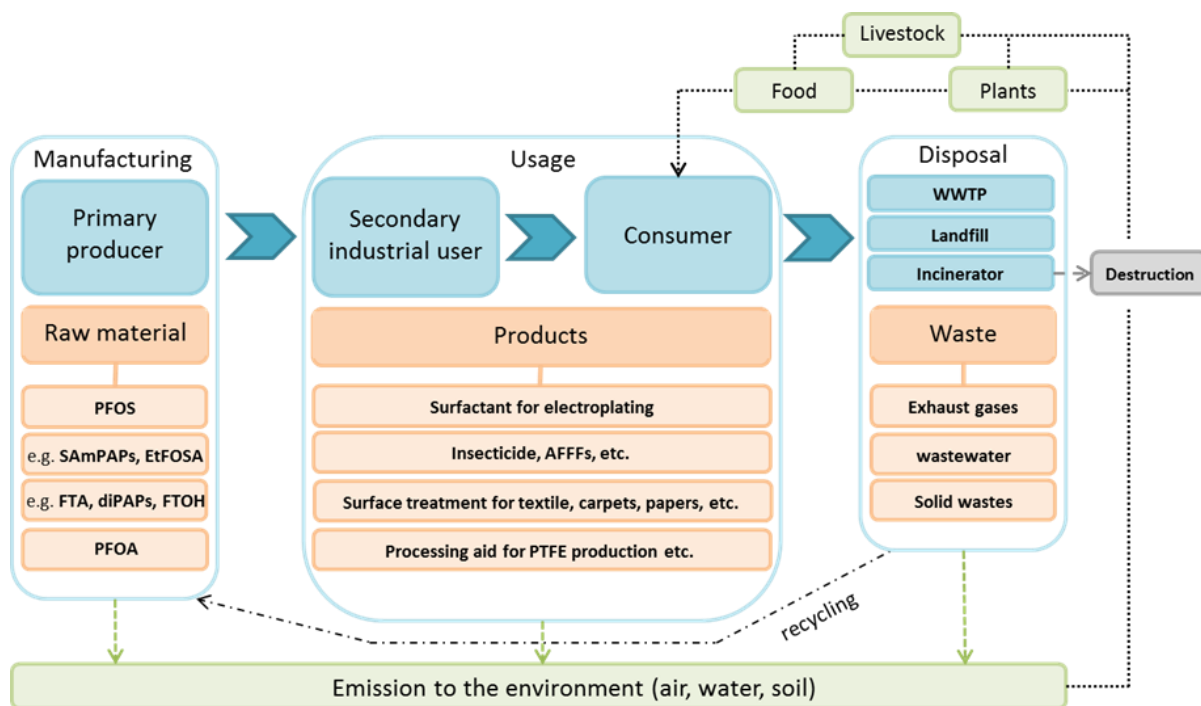 Livestock
Food
Plants
Manufacturing
Usage
Disposal
Primary
producer
Secondary
industrial user
Consumer
WWTP
Landfill
Incinerator
Destruction
Raw material
Products
Waste
PFOS
Surfactant for electroplating
Exhaust gases
e.g. SAmPAPs, EtFOSA
Insecticide, AFFFs, etc.
wastewater
e.g. FTA, diPAPs, FTOH
Surface treatment for textile, carpets, papers, etc.
Solid wastes
PFOA
Processing aid for PTFE production etc.
recycling
Emission to the environment (air, water, soil)